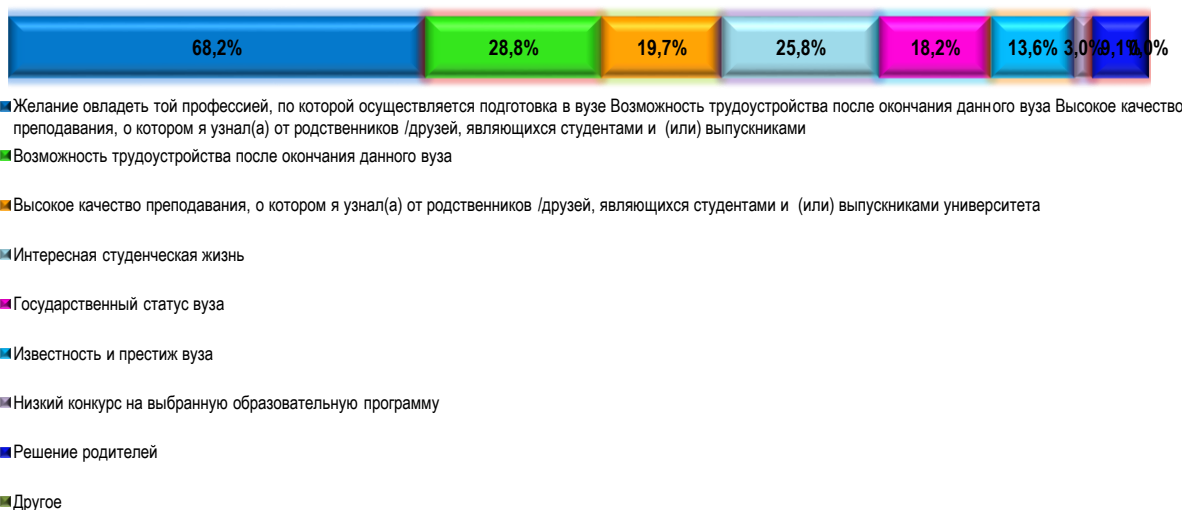 68,2% 28,8% 19,7% 25,8% 18,2% 13,6% 3,0% 9,1% 0,0%
Желание овладеть той профессией, по которой осуществляется подготовка в вузе Возможность трудоустройства после окончания данного вуза Высокое качество
преподавания, о котором я узнал(а) от родственников /друзей, являющихся студентами и (или) выпускниками
Возможность трудоустройства после окончания данного вуза
Высокое качество преподавания, о котором я узнал(а) от родственников /друзей, являющихся студентами и (или) выпускниками университета
Интересная студенческая жизнь
Государственный статус вуза
Известность и престиж вуза
Низкий конкурс на выбранную образовательную программу
Решение родителей
Другое